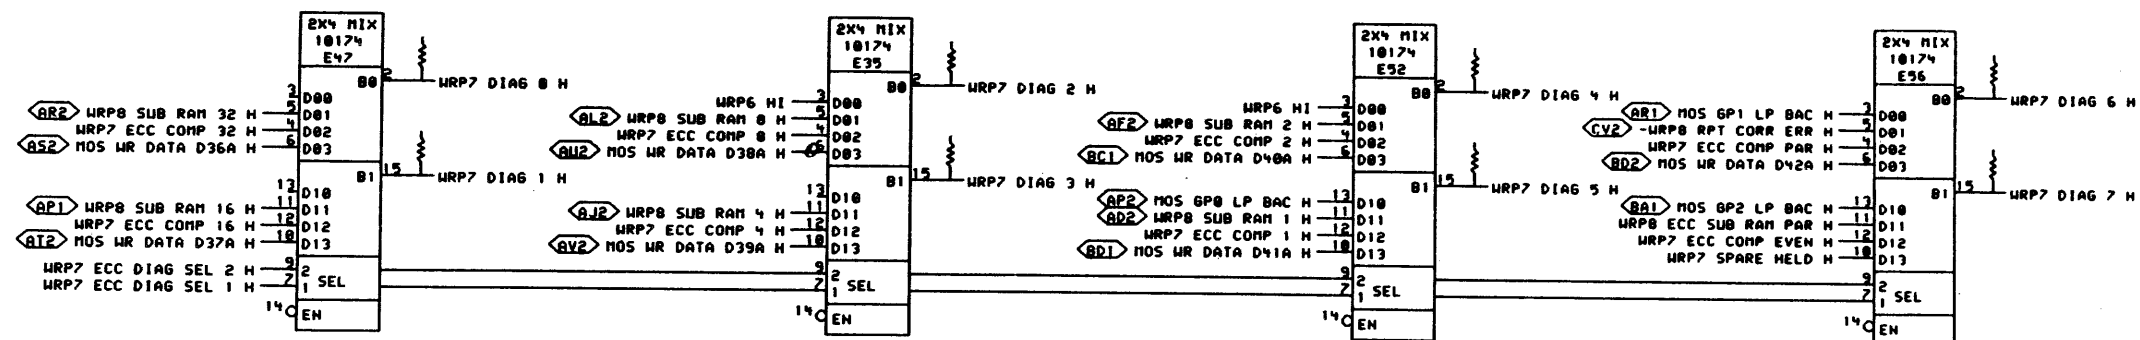 2X4 MIX
10174
E47
B0 2 WRP7 DIAG 0 H
3 D00
AR2 WRP8 SUB RAM 32 H 5 D01
WRP7 ECC COMP 32 H 4 D02
AS2 MOS WR DATA D36A H 6 D03
B1 15 WRP7 DIAG 1 H
13 D10
AP1 WRP8 SUB RAM 16 H 11 D11
WRP7 ECC COMP 16 H 12 D12
AT2 MOS WR DATA D37A H 10 D13
WRP7 ECC DIAG SEL 2 H 9 2
WRP7 ECC DIAG SEL 1 H 7 1 SEL
14 EN
2X4 MIX
10174
E35
B0 2 WRP7 DIAG 2 H
WRP6 HI 3 D00
AL2 WRP8 SUB RAM 8 H 5 D01
WRP7 ECC COMP 8 H 4 D02
AU2 MOS WR DATA D38A H 6 D03
B1 15 WRP7 DIAG 3 H
13 D10
AJ2 WRP8 SUB RAM 4 H 11 D11
WRP7 ECC COMP 4 H 12 D12
AV2 MOS WR DATA D39A H 10 D13
9 2
7 1 SEL
14 EN
2X4 MIX
10174
E52
B0 2 WRP7 DIAG 4 H
WRP6 HI 3 D00
AF2 WRP8 SUB RAM 2 H 5 D01
WRP7 ECC COMP 2 H 4 D02
BC1 MOS WR DATA D40A H 6 D03
B1 15 WRP7 DIAG 5 H
AP2 MOS GP0 LP BAC H 13 D10
AD2 WRP8 SUB RAM 1 H 11 D11
WRP7 ECC COMP 1 H 12 D12
BD1 MOS WR DATA D41A H 10 D13
9 2
7 1 SEL
14 EN
2X4 MIX
10174
E56
B0 2 WRP7 DIAG 6 H
AR1 MOS GP1 LP BAC H 3 D00
CV2 -WRP8 RPT CORR ERR H 5 D01
WRP7 ECC COMP PAR H 4 D02
BD2 MOS WR DATA D42A H 6 D03
B1 15 WRP7 DIAG 7 H
BA1 MOS GP2 LP BAC H 13 D10
WRP8 ECC SUB RAM PAR H 11 D11
WRP7 ECC COMP EVEN H 12 D12
WRP7 SPARE HELD H 10 D13
9 2
7 1 SEL
14 EN